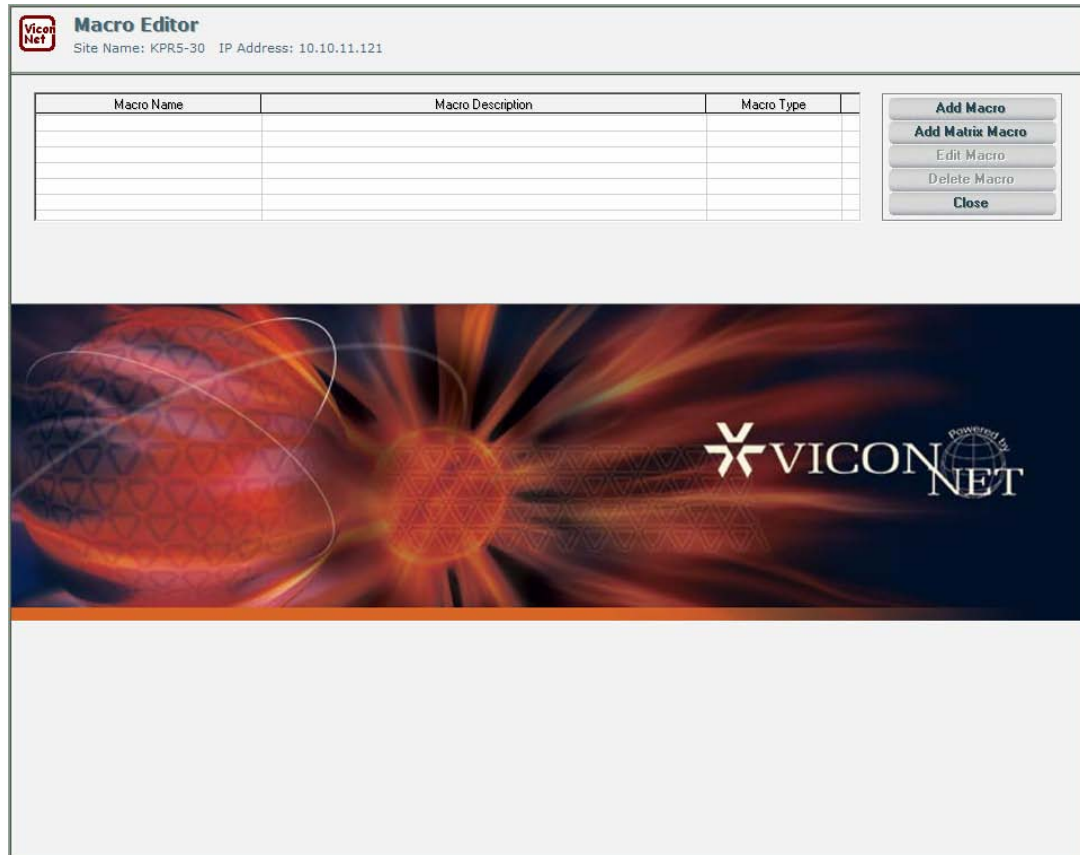 Vicon
Net
Macro Editor
Site Name: KPR5-30 IP Address: 10.10.11.121
Macro Name Macro Description Macro Type
Add Macro
Add Matrix Macro
Edit Macro
Delete Macro
Close
Powered by
VICON NET